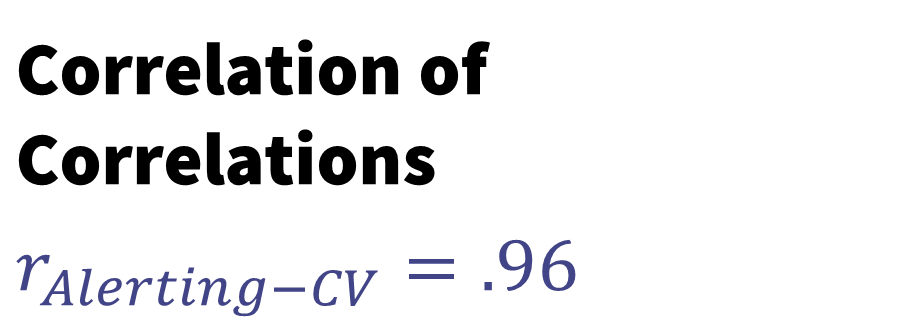 Correlation of
Correlations
r_{Alerting−CV} = .96